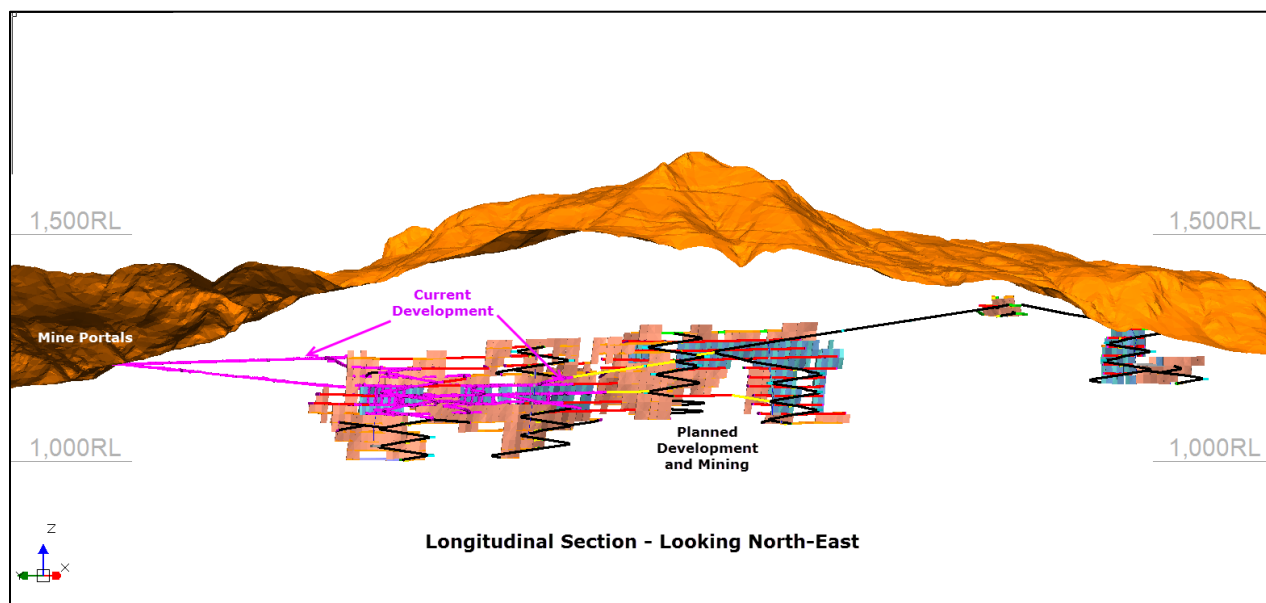 1,500RL
1,500RL
Current
Development
Mine Portals
Planned
Development
and Mining
1,000RL
1,000RL
Longitudinal Section - Looking North-East
Z
X